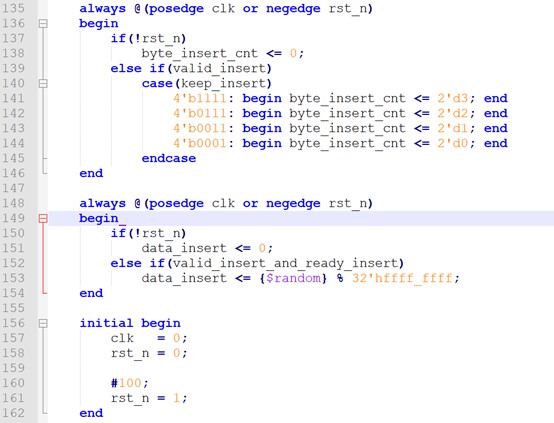 135 always @(posedge clk or negedge rst_n)
136 begin
137 if(!rst_n)
138 byte_insert_cnt <= 0;
139 else if(valid_insert)
140 case(keep_insert)
141 4'b1111: begin byte_insert_cnt <= 2'd3; end
142 4'b0111: begin byte_insert_cnt <= 2'd2; end
143 4'b0011: begin byte_insert_cnt <= 2'd1; end
144 4'b0001: begin byte_insert_cnt <= 2'd0; end
145 endcase
146 end
147
148 always @(posedge clk or negedge rst_n)
149 begin
150 if(!rst_n)
151 data_insert <= 0;
152 else if(valid_insert_and_ready_insert)
153 data_insert <= {$random} % 32'hffff_ffff;
154 end
155
156 initial begin
157 clk = 0;
158 rst_n = 0;
159
160 #100;
161 rst_n = 1;
162 end